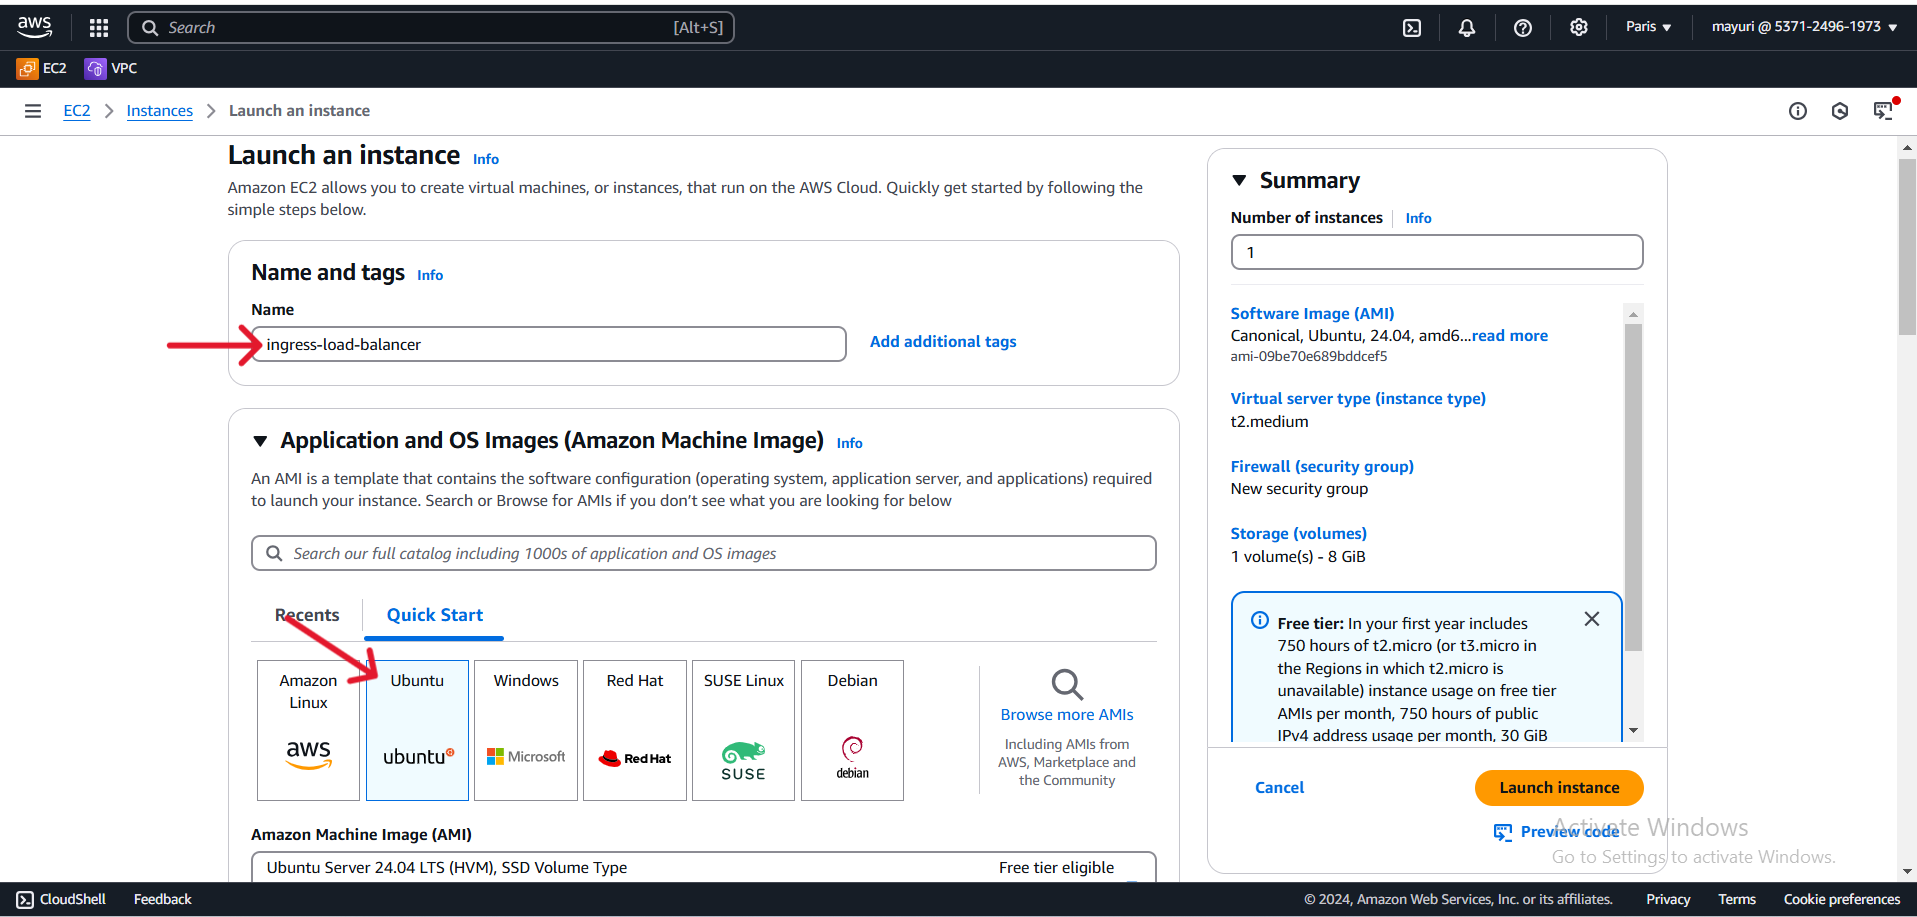 aws
Search [Alt+S]
Paris
mayuri @ 5371-2496-1973
EC2 VPC
EC2 Instances Launch an instance
Launch an instance Info
Amazon EC2 allows you to create virtual machines, or instances, that run on the AWS Cloud. Quickly get started by following the
simple steps below.
Name and tags Info
Name
ingress-load-balancer
Add additional tags
Application and OS Images (Amazon Machine Image) Info
An AMI is a template that contains the software configuration (operating system, application server, and applications) required
to launch your instance. Search or Browse for AMIs if you don't see what you are looking for below
Search our full catalog including 1000s of application and OS images
Recents Quick Start
Amazon
Linux
aws
Ubuntu
ubuntu
Windows
Microsoft
Red Hat
Red Hat
SUSE Linux
SUSE
Debian
debian
Browse more AMIs
Including AMIs from
AWS, Marketplace and
the Community
Amazon Machine Image (AMI)
Ubuntu Server 24.04 LTS (HVM), SSD Volume Type Free tier eligible
Summary
Number of instances Info
1
Software Image (AMI)
Canonical, Ubuntu, 24.04, amd6...read more
ami-09be70e689bddcef5
Virtual server type (instance type)
t2.medium
Firewall (security group)
New security group
Storage (volumes)
1 volume(s) - 8 GiB
Free tier: In your first year includes
750 hours of t2.micro (or t3.micro in
the Regions in which t2.micro is
unavailable) instance usage on free tier
AMIs per month, 750 hours of public
IPv4 address usage per month, 30 GiB
Cancel Launch instance
Preview code
Activate Windows
Go to Settings to activate Windows.
CloudShell Feedback
© 2024, Amazon Web Services, Inc. or its affiliates. Privacy Terms Cookie preferences